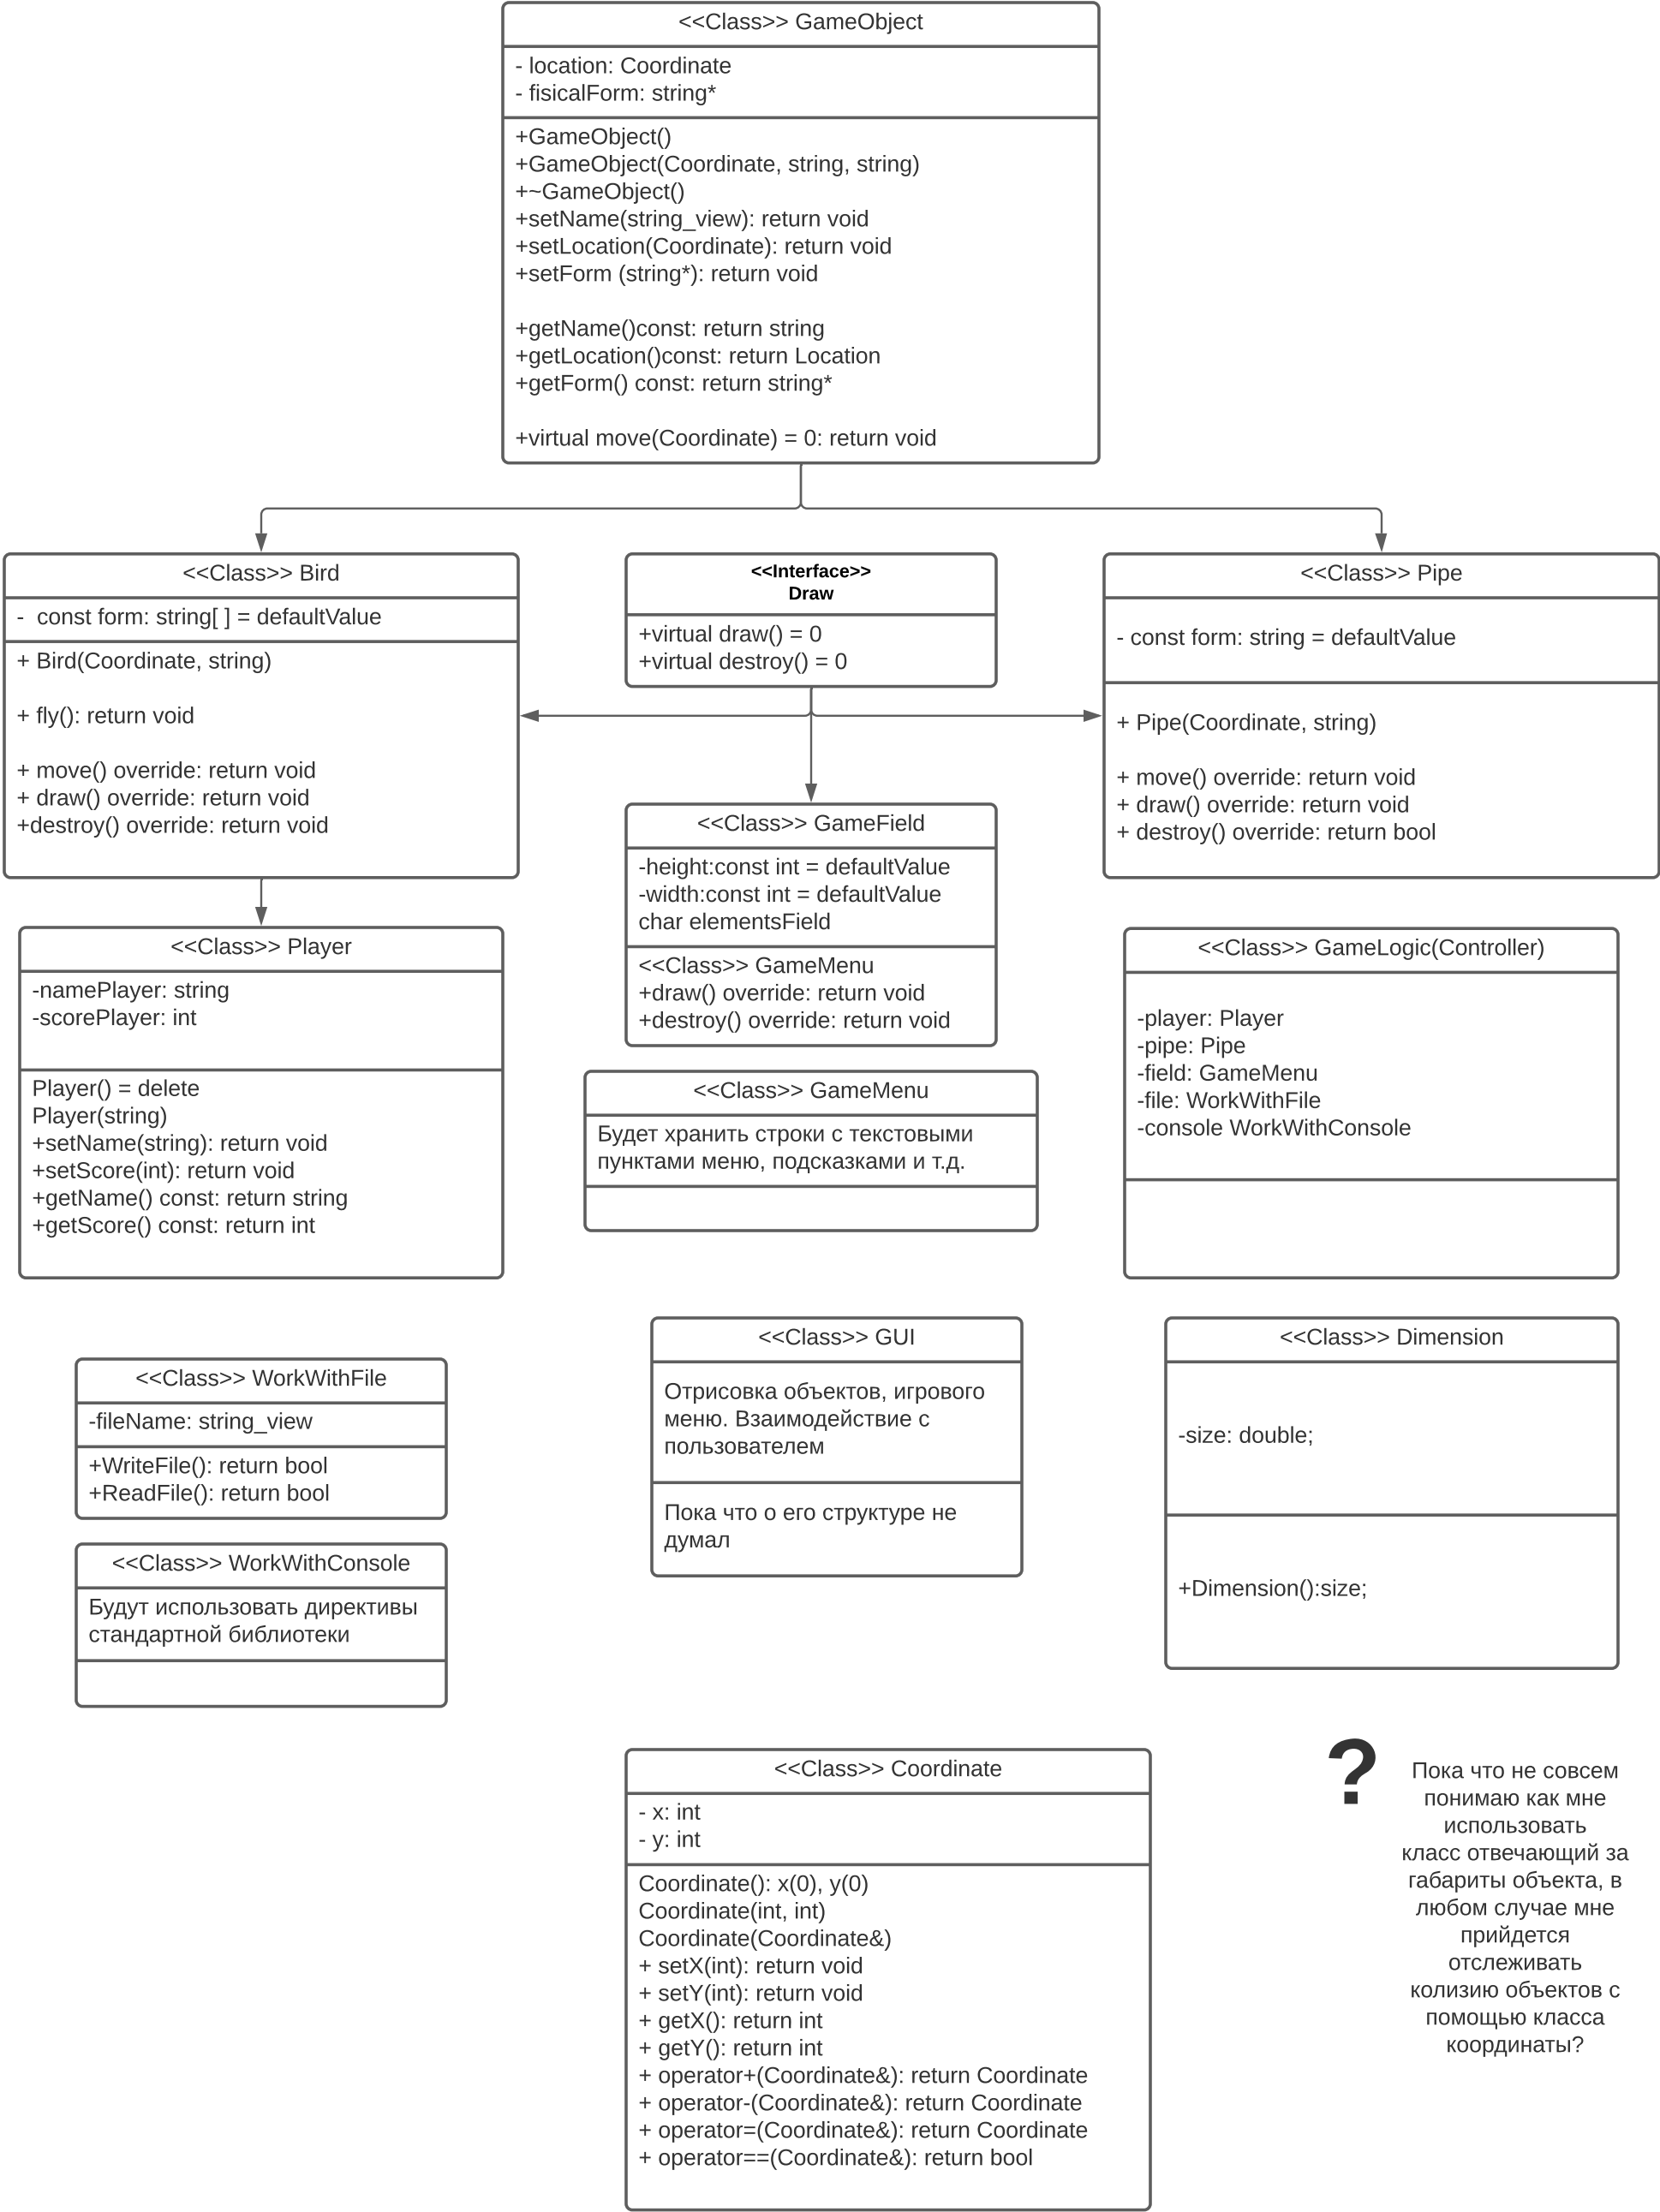 <<Class>> GameObject
- location: Coordinate
- fisicalForm: string*
+GameObject()
+GameObject(Coordinate, string, string)
+~GameObject()
+setName(string_view): return void
+setLocation(Coordinate): return void
+setForm (string*): return void
+getName()const: return string
+getLocation()const: return Location
+getForm() const: return string*
+virtual move(Coordinate) = 0: return void
<<Class>> Bird
-  const form: string[ ] = defaultValue
+ Bird(Coordinate, string)
+ fly(): return void
+ move() override: return void
+ draw() override: return void
+destroy() override: return void
<<Interface>>
Draw
+virtual draw() = 0
+virtual destroy() = 0
<<Class>> Pipe
- const form: string = defaultValue
+ Pipe(Coordinate, string)
+ move() override: return void
+ draw() override: return void
+ destroy() override: return bool
<<Class>> GameField
-height:const int = defaultValue
-width:const int = defaultValue
char elementsField
<<Class>> GameMenu
+draw() override: return void
+destroy() override: return void
<<Class>> Player
-namePlayer: string
-scorePlayer: int
Player() = delete
Player(string)
+setName(string): return void
+setScore(int): return void
+getName() const: return string
+getScore() const: return int
<<Class>> GameLogic(Controller)
-player: Player
-pipe: Pipe
-field: GameMenu
-file: WorkWithFile
-console WorkWithConsole
<<Class>> GameMenu
Будет хранить строки с текстовыми
пунктами меню, подсказками и т.д.
<<Class>> GUI
Отрисовка объектов, игрового
меню. Взаимодействие с
пользователем
Пока что о его структуре не
думал
<<Class>> Dimension
-size: double;
+Dimension():size;
<<Class>> WorkWithFile
-fileName: string_view
+WriteFile(): return bool
+ReadFile(): return bool
<<Class>> WorkWithConsole
Будут использовать директивы
стандартной библиотеки
<<Class>> Coordinate
- x: int
- y: int
Coordinate(): x(0), y(0)
Coordinate(int, int)
Coordinate(Coordinate&)
+ setX(int): return void
+ setY(int): return void
+ getX(): return int
+ getY(): return int
+ operator+(Coordinate&): return Coordinate
+ operator-(Coordinate&): return Coordinate
+ operator=(Coordinate&): return Coordinate
+ operator==(Coordinate&): return bool
?
Пока что не совсем
понимаю как мне
использовать
класс отвечающий за
габариты объекта, в
любом случае мне
прийдется
отслеживать
колизию объектов с
помощью класса
координаты?